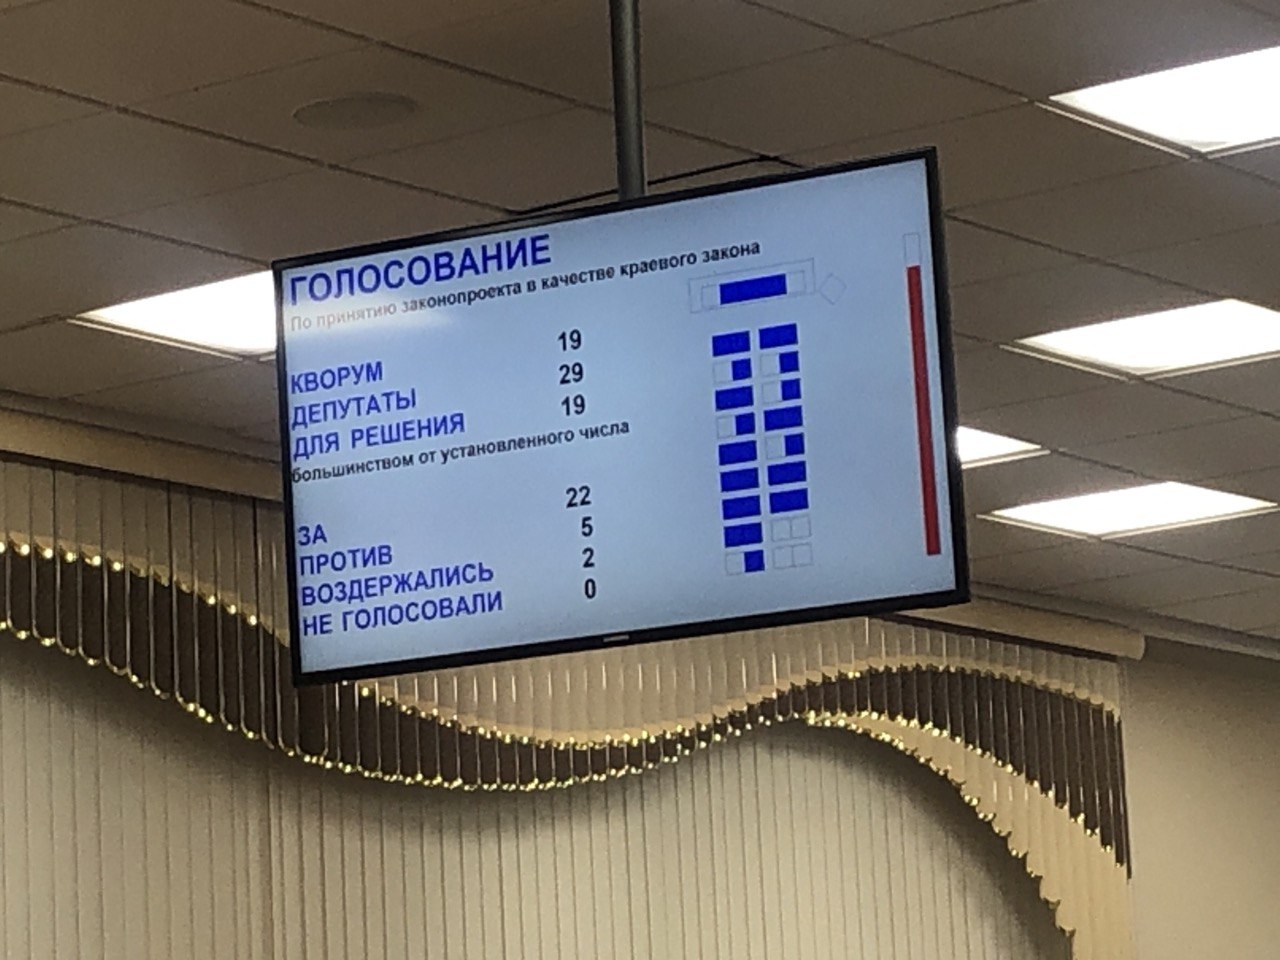 ГОЛОСОВАНИЕ
По принятию законопроекта в качестве краевого закона
КВОРУМ 19
ДЕПУТАТЫ 29
ДЛЯ РЕШЕНИЯ 19
большинством от установленного числа
ЗА 22
ПРОТИВ 5
ВОЗДЕРЖАЛИСЬ 2
НЕ ГОЛОСОВАЛИ 0